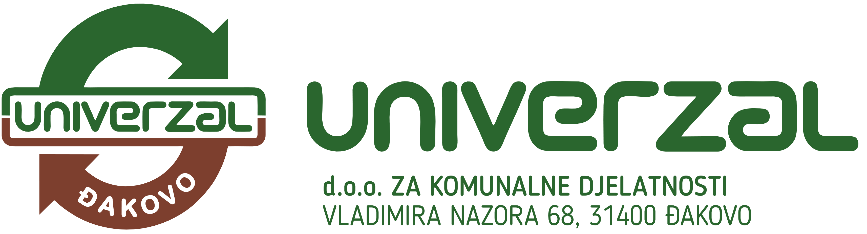 univerzal
ĐAKOVO
univerzal
d.o.o. ZA KOMUNALNE DJELATNOSTI
VLADIMIRA NAZORA 68, 31400 ĐAKOVO